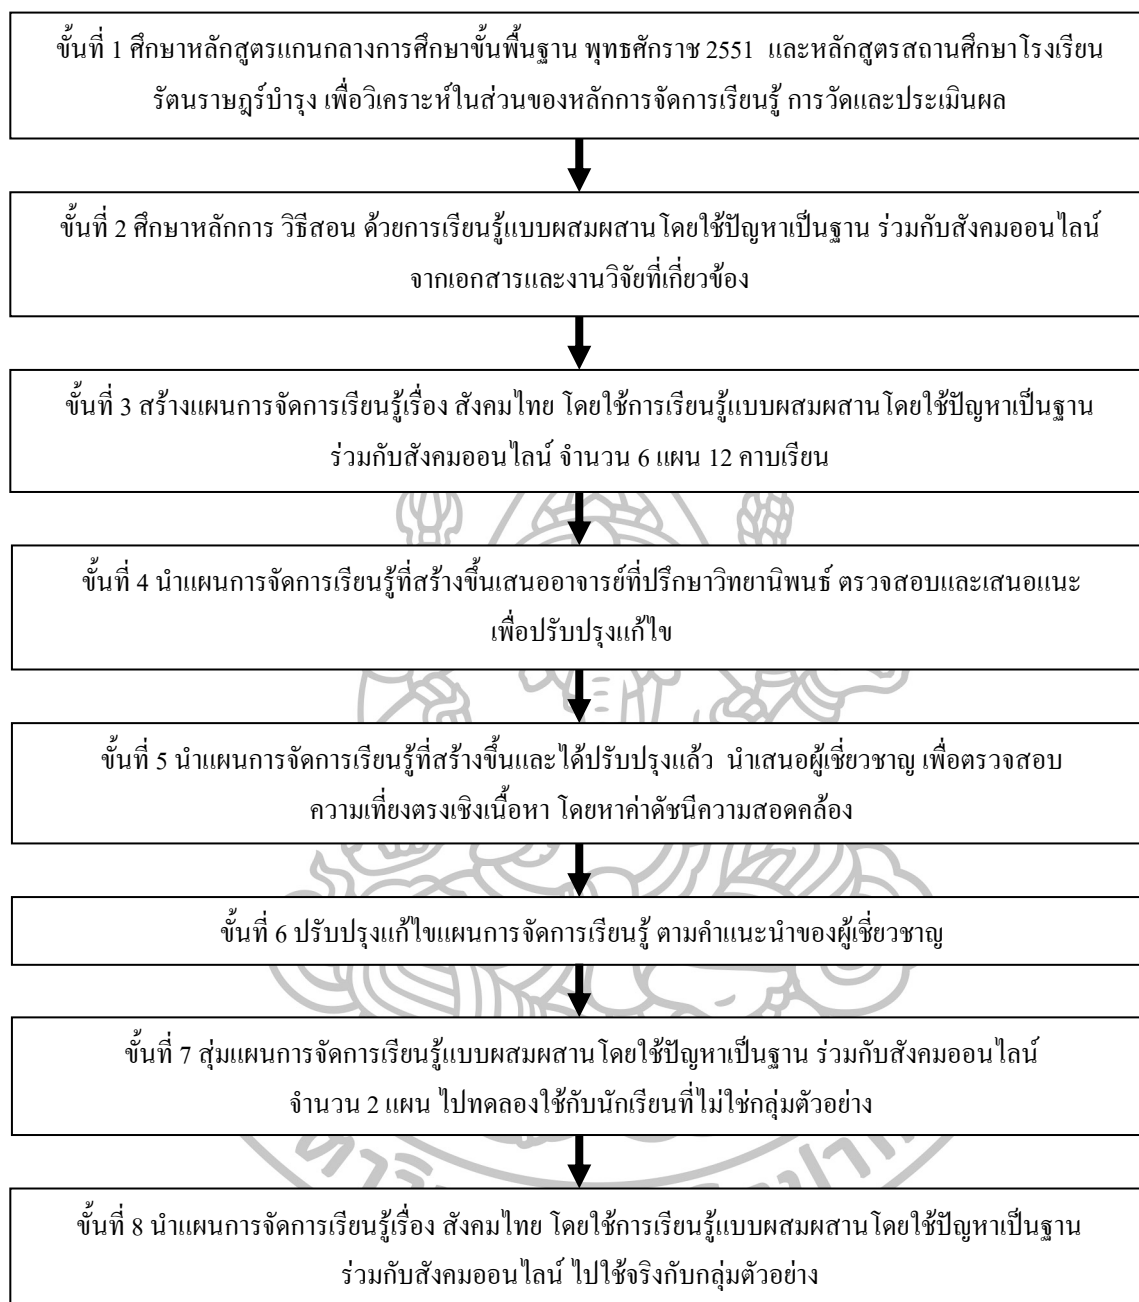 ขั้นที่ 1 ศึกษาหลักสูตรแกนกลางการศึกษาขั้นพื้นฐาน พุทธศักราช 2551 และหลักสูตรสถานศึกษาโรงเรียน
รัตนราษฎร์บำรุง เพื่อวิเคราะห์ในส่วนของหลักการจัดการเรียนรู้ การวัดและประเมินผล
ขั้นที่ 2 ศึกษาหลักการ วิธีสอน ด้วยการเรียนรู้แบบผสมผสานโดยใช้ปัญหาเป็นฐาน ร่วมกับสังคมออนไลน์
จากเอกสารและงานวิจัยที่เกี่ยวข้อง
ขั้นที่ 3 สร้างแผนการจัดการเรียนรู้เรื่อง สังคมไทย โดยใช้การเรียนรู้แบบผสมผสานโดยใช้ปัญหาเป็นฐาน
ร่วมกับสังคมออนไลน์ จำนวน 6 แผน 12 คาบเรียน
ขั้นที่ 4 นำแผนการจัดการเรียนรู้ที่สร้างขึ้นเสนออาจารย์ที่ปรึกษาวิทยานิพนธ์ ตรวจสอบและเสนอแนะ
เพื่อปรับปรุงแก้ไข
ขั้นที่ 5 นำแผนการจัดการเรียนรู้ที่สร้างขึ้นและได้ปรับปรุงแล้ว นำเสนอผู้เชี่ยวชาญ เพื่อตรวจสอบ
ความเที่ยงตรงเชิงเนื้อหา โดยหาค่าดัชนีความสอดคล้อง
ขั้นที่ 6 ปรับปรุงแก้ไขแผนการจัดการเรียนรู้ ตามคำแนะนำของผู้เชี่ยวชาญ
ขั้นที่ 7 สุ่มแผนการจัดการเรียนรู้แบบผสมผสานโดยใช้ปัญหาเป็นฐาน ร่วมกับสังคมออนไลน์
จำนวน 2 แผน ไปทดลองใช้กับนักเรียนที่ไม่ใช่กลุ่มตัวอย่าง
ขั้นที่ 8 นำแผนการจัดการเรียนรู้เรื่อง สังคมไทย โดยใช้การเรียนรู้แบบผสมผสานโดยใช้ปัญหาเป็นฐาน
ร่วมกับสังคมออนไลน์ ไปใช้จริงกับกลุ่มตัวอย่าง